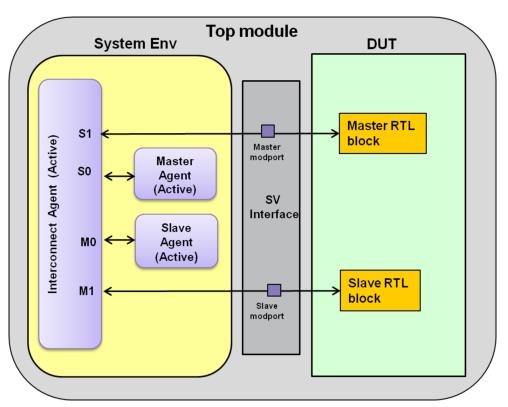 Top module
System Env
DUT
Interconnect Agent (Active)
S1
S0
M0
M1
Master
Agent
(Active)
Slave
Agent
(Active)
Master
modport
SV
Interface
Slave
modport
Master RTL
block
Slave RTL
block